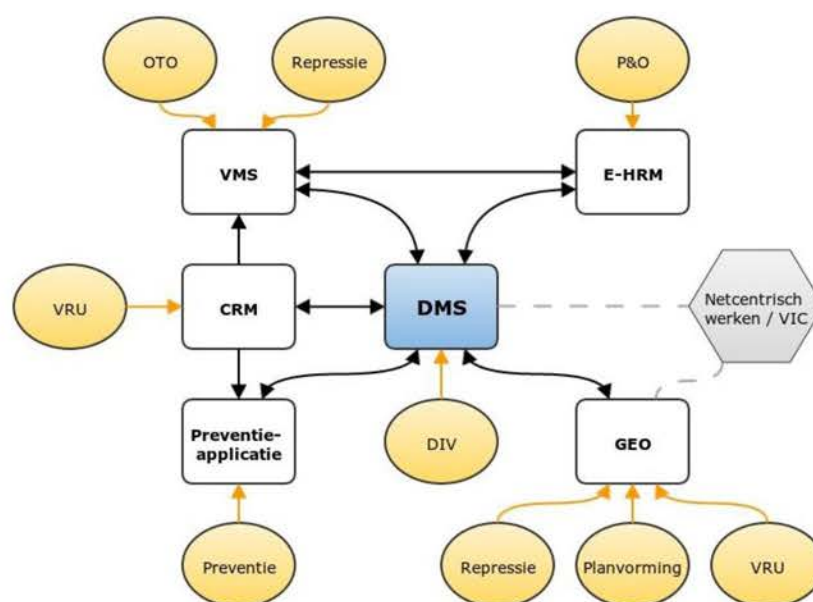 OTO
Repressie
P&O
VMS
E-HRM
VRU
CRM
DMS
Netcentrisch
werken / VIC
Preventie-
applicatie
DIV
GEO
Preventie
Repressie
Planvorming
VRU